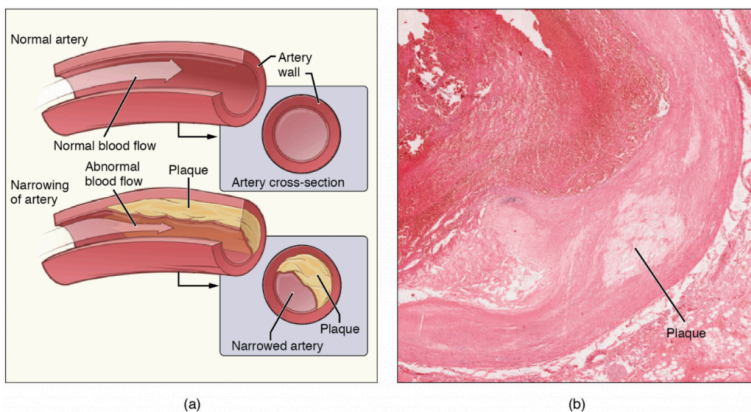 Normal artery
Artery
wall
Normal blood flow
Artery cross-section
Abnormal
blood flow
Plaque
Narrowing
of artery
Plaque
Narrowed artery
(a)
Plaque
(b)